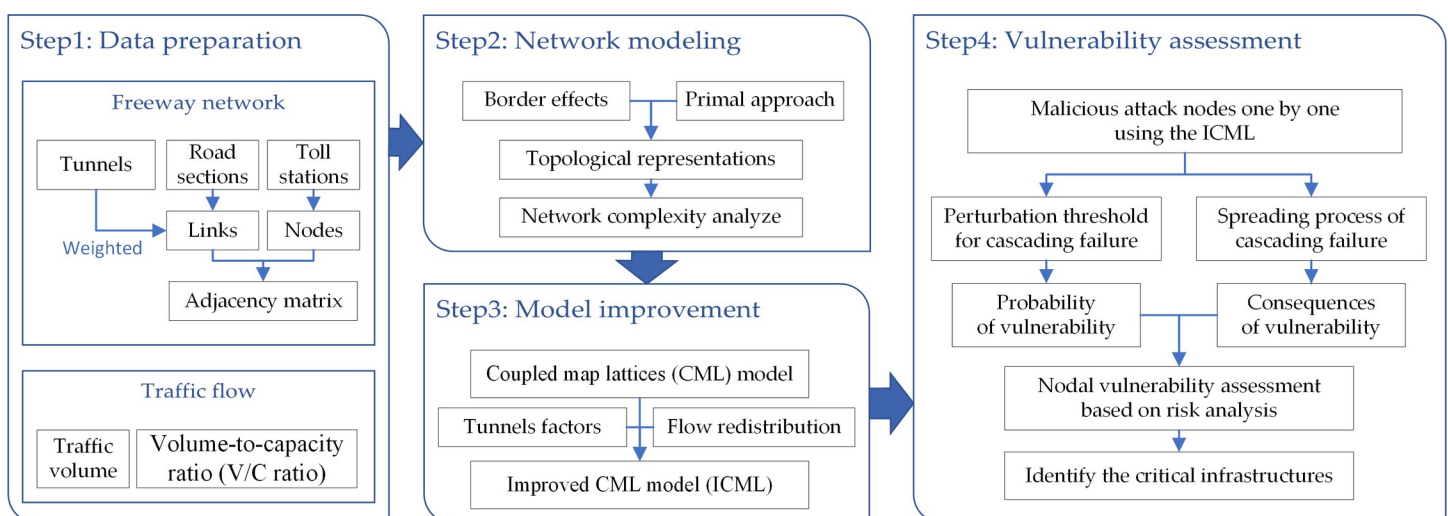 Step1: Data preparation
Freeway network
Tunnels
Road
sections
Toll
stations
Weighted
Links
Nodes
Adjacency matrix
Traffic flow
Traffic
volume
Volume-to-capacity
ratio (V/C ratio)
Step2: Network modeling
Border effects
Primal approach
Topological representations
Network complexity analyze
Step3: Model improvement
Coupled map lattices (CML) model
Tunnels factors
Flow redistribution
Improved CML model (ICML)
Step4: Vulnerability assessment
Malicious attack nodes one by one
using the ICML
Perturbation threshold
for cascading failure
Spreading process of
cascading failure
Probability
of vulnerability
Consequences
of vulnerability
Nodal vulnerability assessment
based on risk analysis
Identify the critical infrastructures